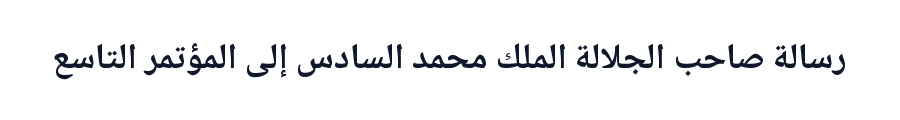 رسالة صاحب الجلالة الملك محمد السادس إلى المؤتمر التاسع